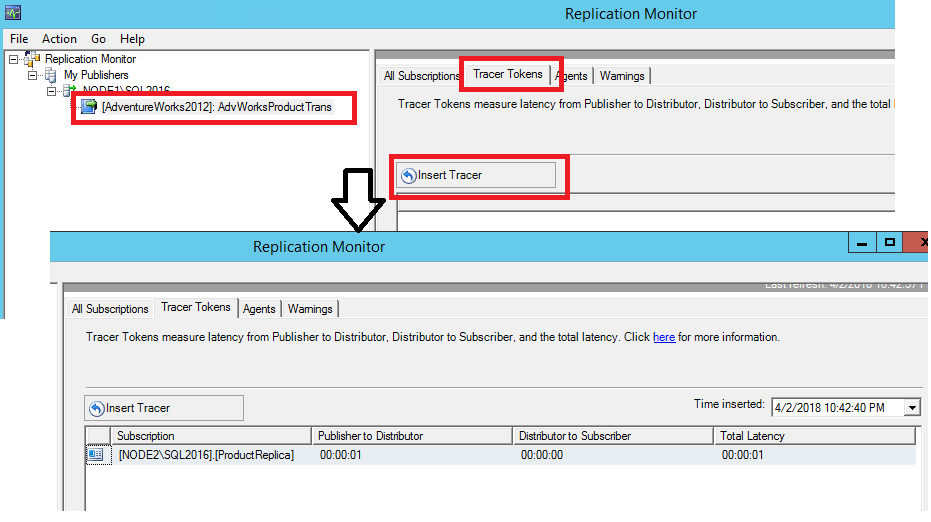 Replication Monitor
File Action Go Help
Replication Monitor
My Publishers
NODE1\SQL2016
[AdventureWorks2012]: AdvWorksProductTrans
All Subscriptions Tracer Tokens Agents Warnings
Tracer Tokens measure latency from Publisher to Distributor, Distributor to Subscriber, and the total l
Insert Tracer
Replication Monitor
Last refresh: 4/2/2018 10:42:57
All Subscriptions Tracer Tokens Agents Warnings
Tracer Tokens measure latency from Publisher to Distributor, Distributor to Subscriber, and the total latency. Click here for more information.
Insert Tracer
Time inserted: 4/2/2018 10:42:40 PM
Subscription Publisher to Distributor Distributor to Subscriber Total Latency
[NODE2\SQL2016].[ProductReplica] 00:00:01 00:00:00 00:00:01